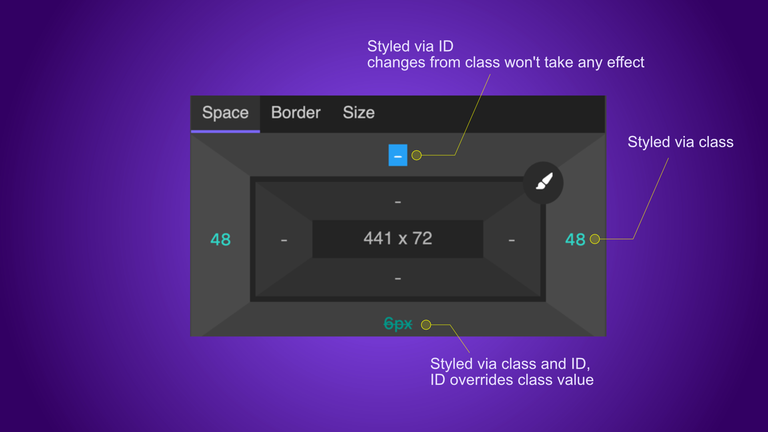 Styled via ID
changes from class won't take any effect
Space Border Size
Styled via class
-
-
48 - 441 x 72 - 48
-
6px
Styled via class and ID,
ID overrides class value